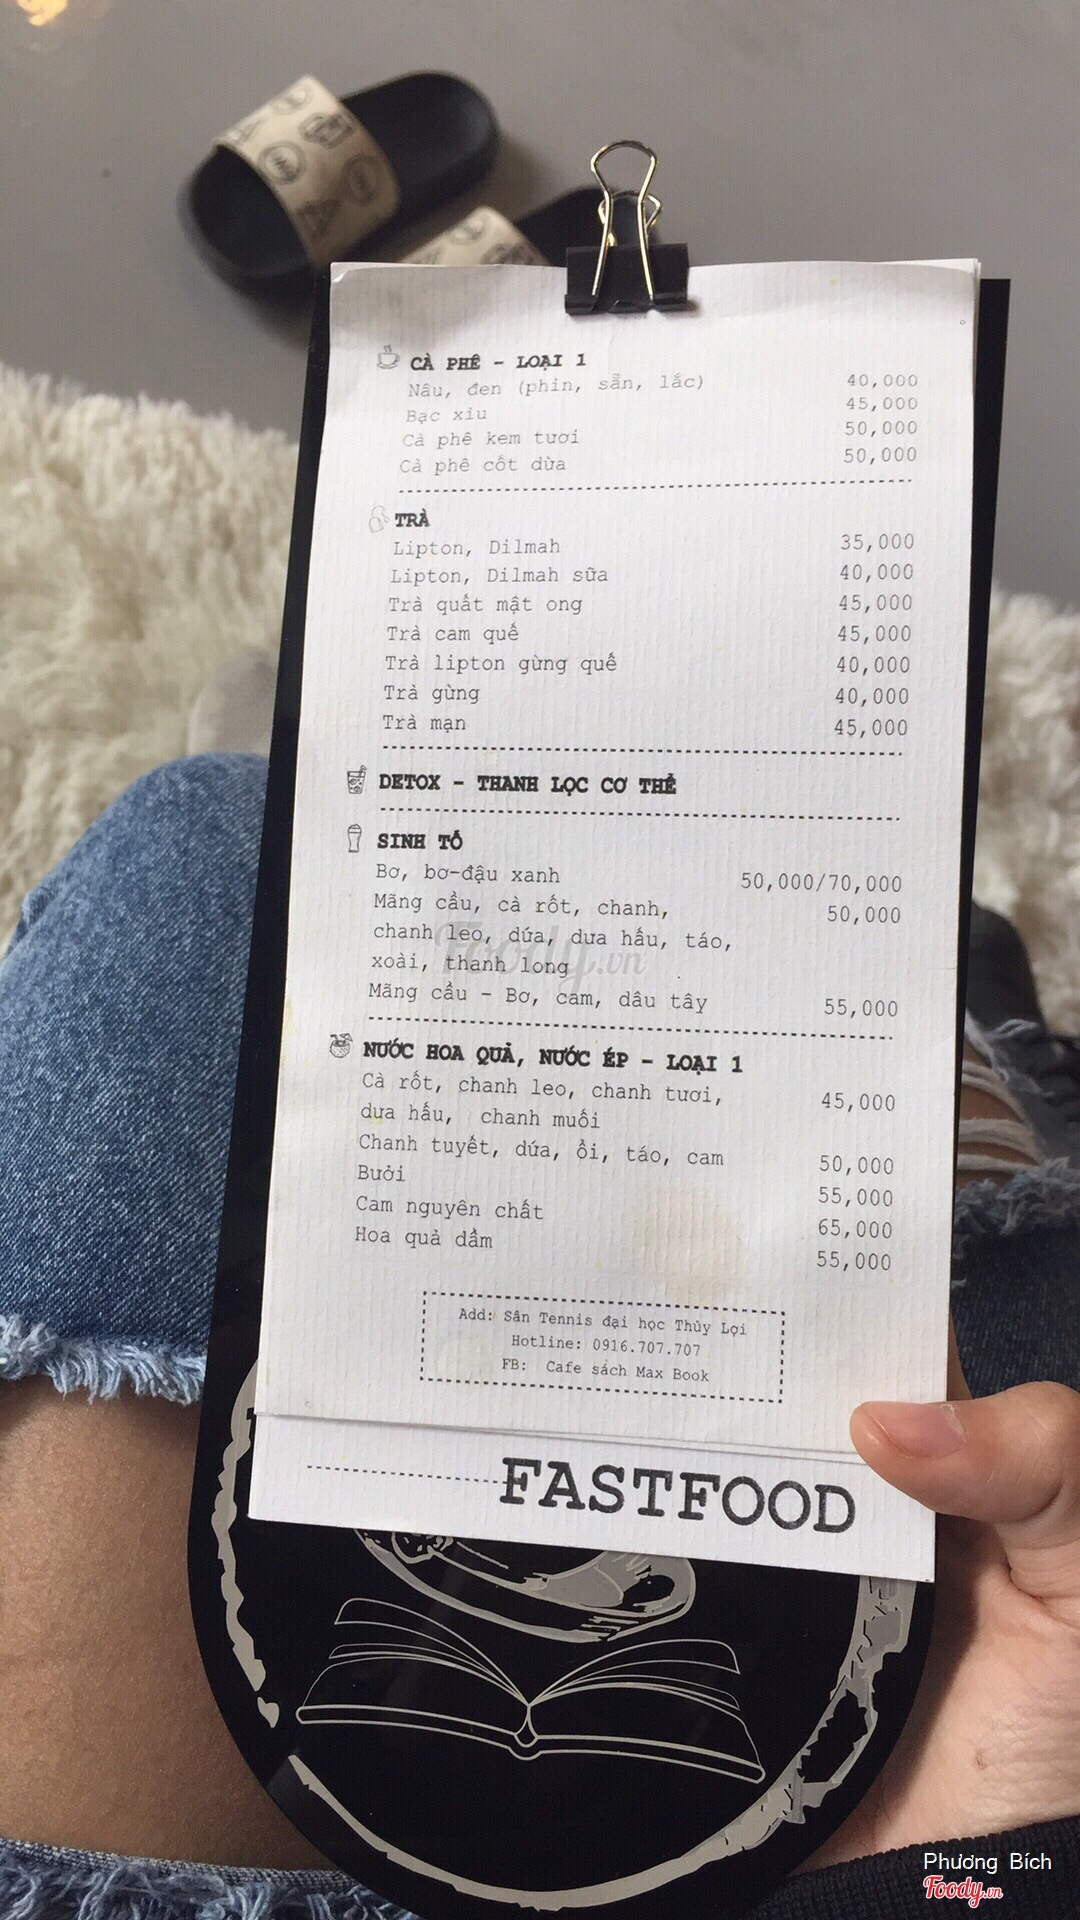 CÀ PHÊ - LOẠI 1
Nâu, đen (phin, sẵn, lắc) 40,000
Bạc xỉu 45,000
Cà phê kem tươi 50,000
Cà phê cốt dừa 50,000
TRÀ
Lipton, Dilmah 35,000
Lipton, Dilmah sữa 40,000
Trà quất mật ong 45,000
Trà cam quế 45,000
Trà lipton gừng quế 40,000
Trà gừng 40,000
Trà mạn 45,000
DETOX - THANH LỌC CƠ THỂ
SINH TỐ
Bơ, bơ-đậu xanh 50,000/70,000
Mãng cầu, cà rốt, chanh, 50,000
chanh leo, dứa, dưa hấu, táo,
xoài, thanh long
Mãng cầu - Bơ, cam, dâu tây 55,000
Foody.vn
NƯỚC HOA QUẢ, NƯỚC ÉP - LOẠI 1
Cà rốt, chanh leo, chanh tươi, 45,000
dưa hấu, chanh muối
Chanh tuyết, dứa, ổi, táo, cam 50,000
Bưởi 55,000
Cam nguyên chất 65,000
Hoa quả dầm 55,000
Add: Sân Tennis đại học Thủy Lợi
Hotline: 0916.707.707
FB: Cafe sách Max Book
FASTFOOD
Phương Bích
Foody.vn